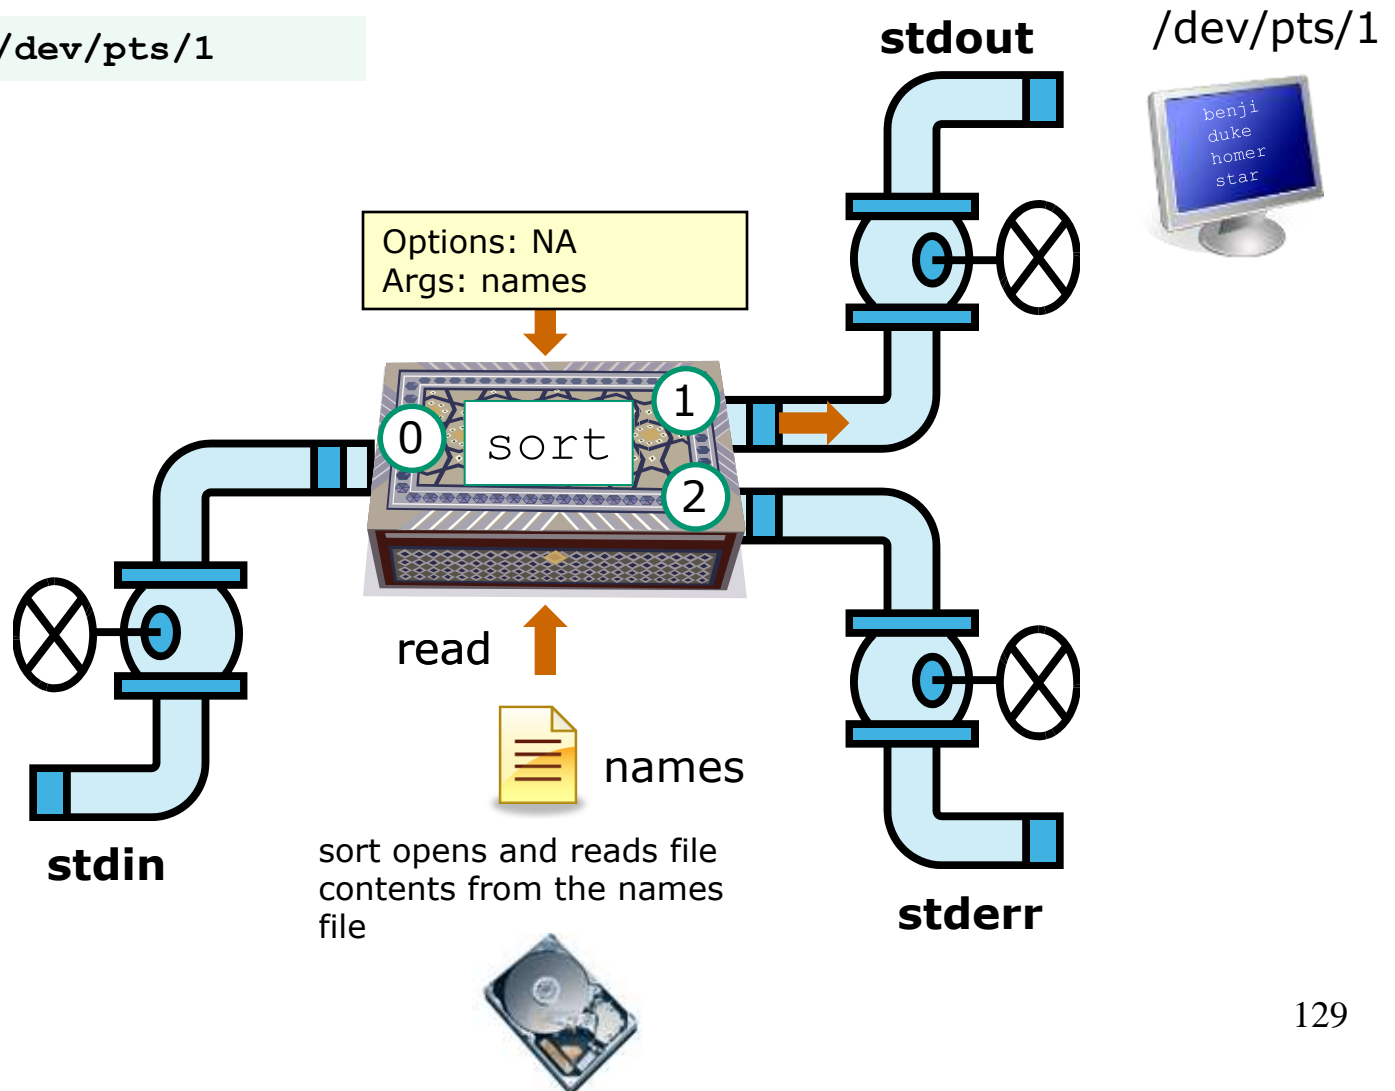 /dev/pts/1
stdout
/dev/pts/1
benji
duke
homer
star
Options: NA
Args: names
0
sort
1
2
read
names
stdin
sort opens and reads file
contents from the names
file
stderr
129